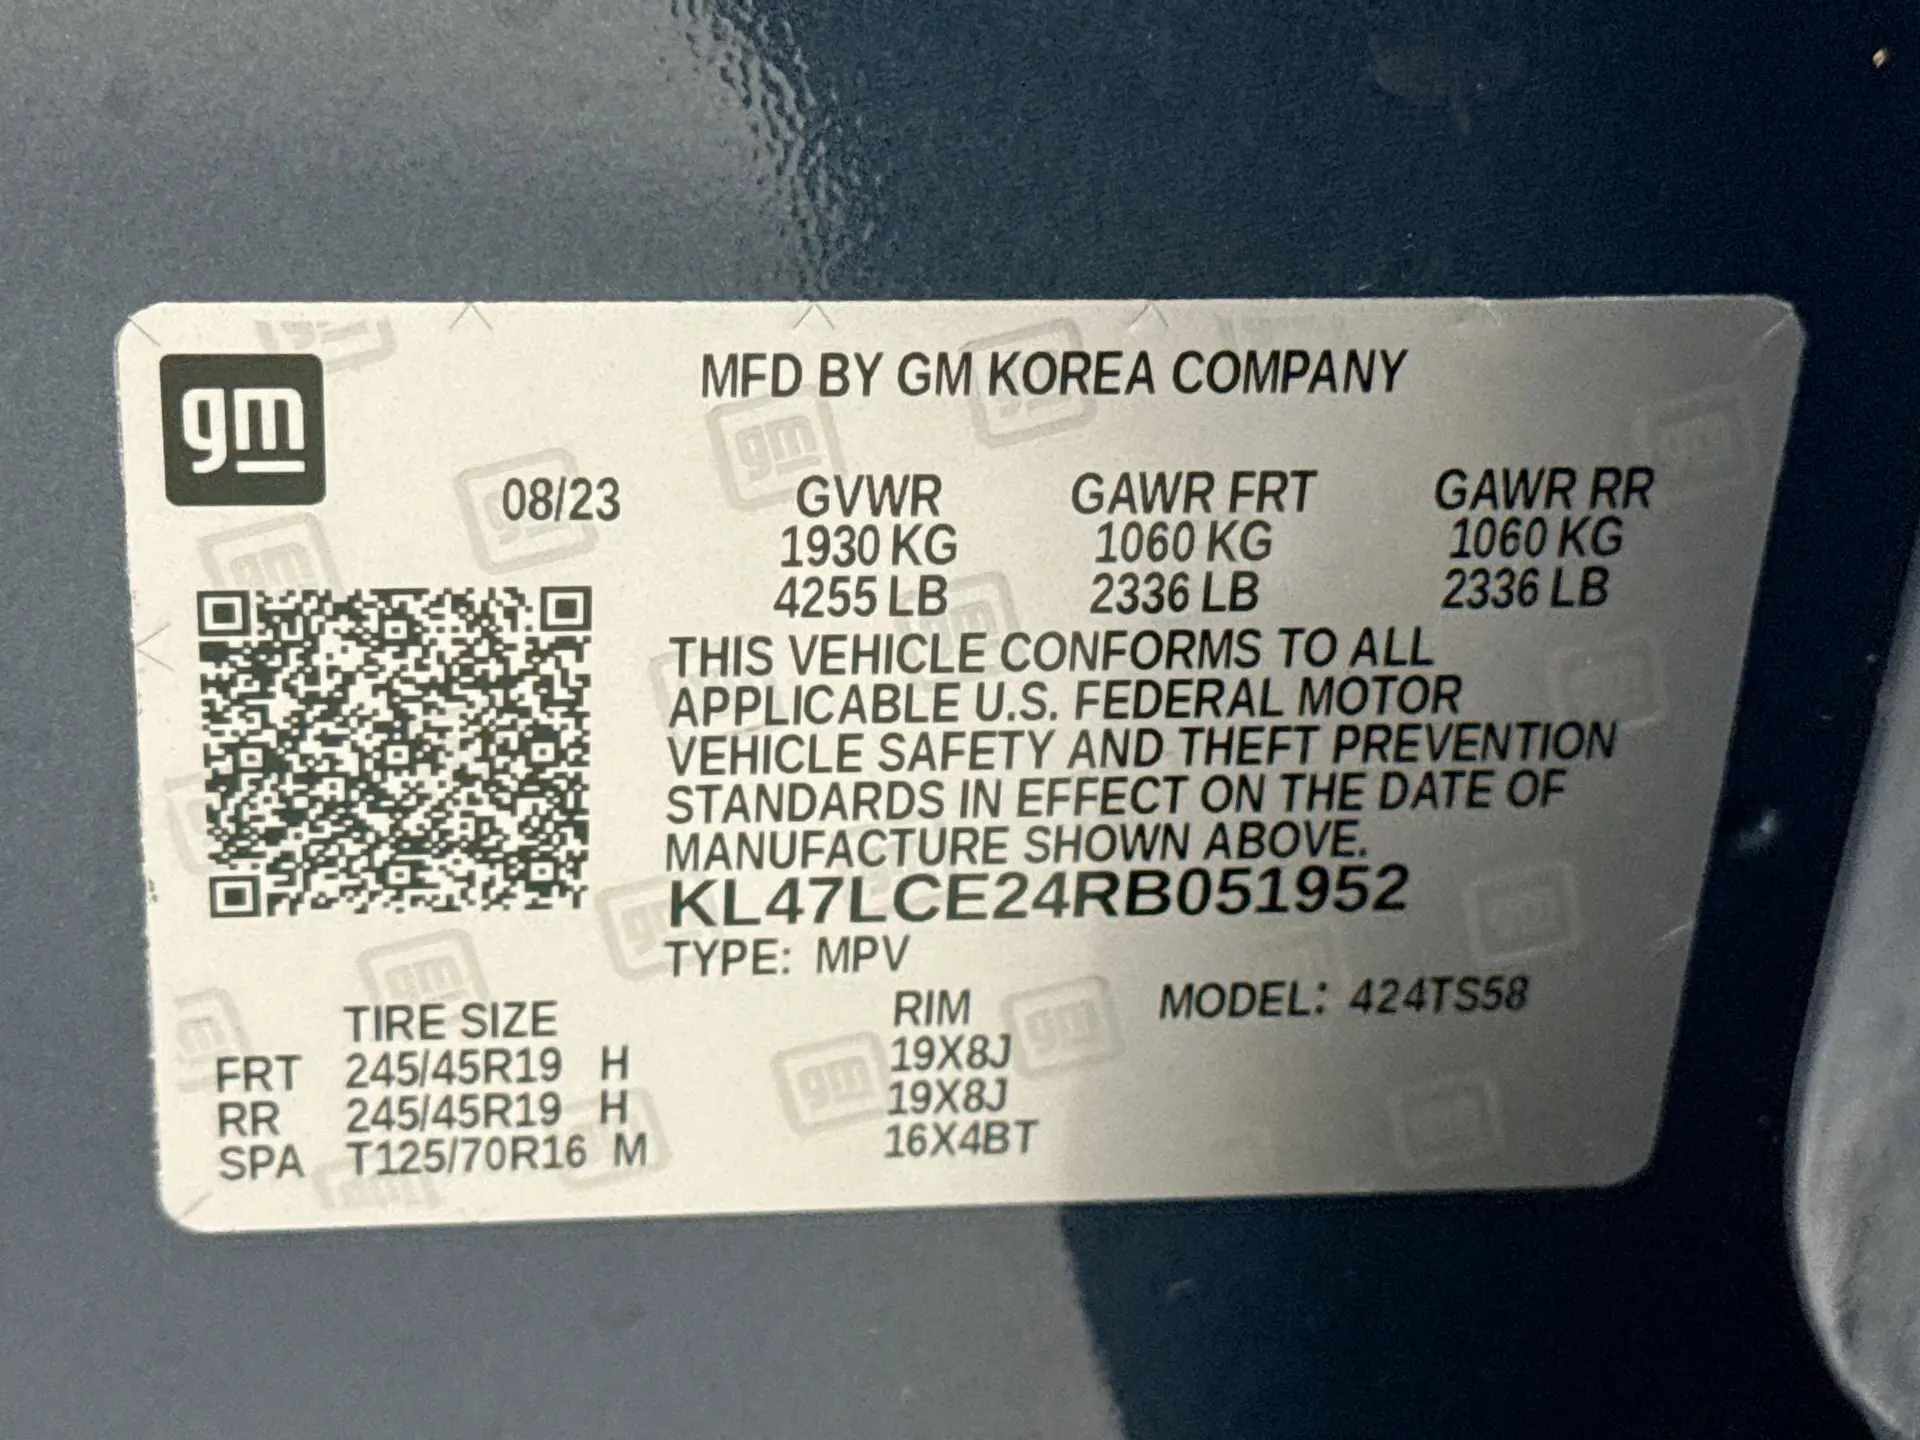 gm
MFD BY GM KOREA COMPANY
08/23 GVWR GAWR FRT GAWR RR
1930 KG 1060 KG 1060 KG
4255 LB 2336 LB 2336 LB
THIS VEHICLE CONFORMS TO ALL
APPLICABLE U.S. FEDERAL MOTOR
VEHICLE SAFETY AND THEFT PREVENTION
STANDARDS IN EFFECT ON THE DATE OF
MANUFACTURE SHOWN ABOVE.
KL47LCE24RB051952
TYPE: MPV
TIRE SIZE RIM MODEL: 424TS58
FRT 245/45R19 H 19X8J
RR 245/45R19 H 19X8J
SPA T125/70R16 M 16X4BT